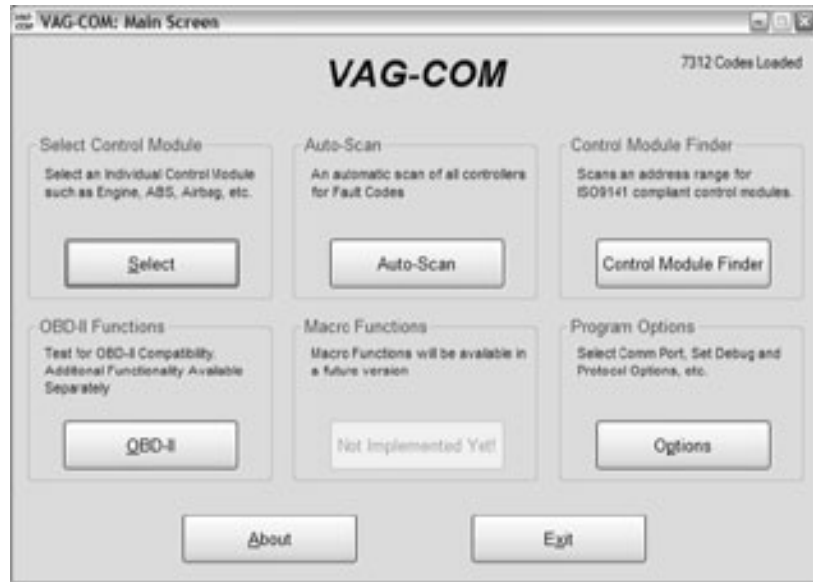 VAG-COM: Main Screen
VAG-COM
7312 Codes Loaded
Select Control Module
Select an Individual Control Module
such as Engine, ABS, Airbag, etc.
Select
Auto-Scan
An automatic scan of all controllers
for Fault Codes
Auto-Scan
Control Module Finder
Scans an address range for
ISO9141 compliant control modules.
Control Module Finder
OBD-II Functions
Test for OBD-II Compatibility.
Additional Functionality Available
Separately
OBD-II
Macro Functions
Macro Functions will be available in
a future version
Not Implemented Yet!
Program Options
Select Comm Port, Set Debug and
Protocol Options, etc.
Options
About
Exit